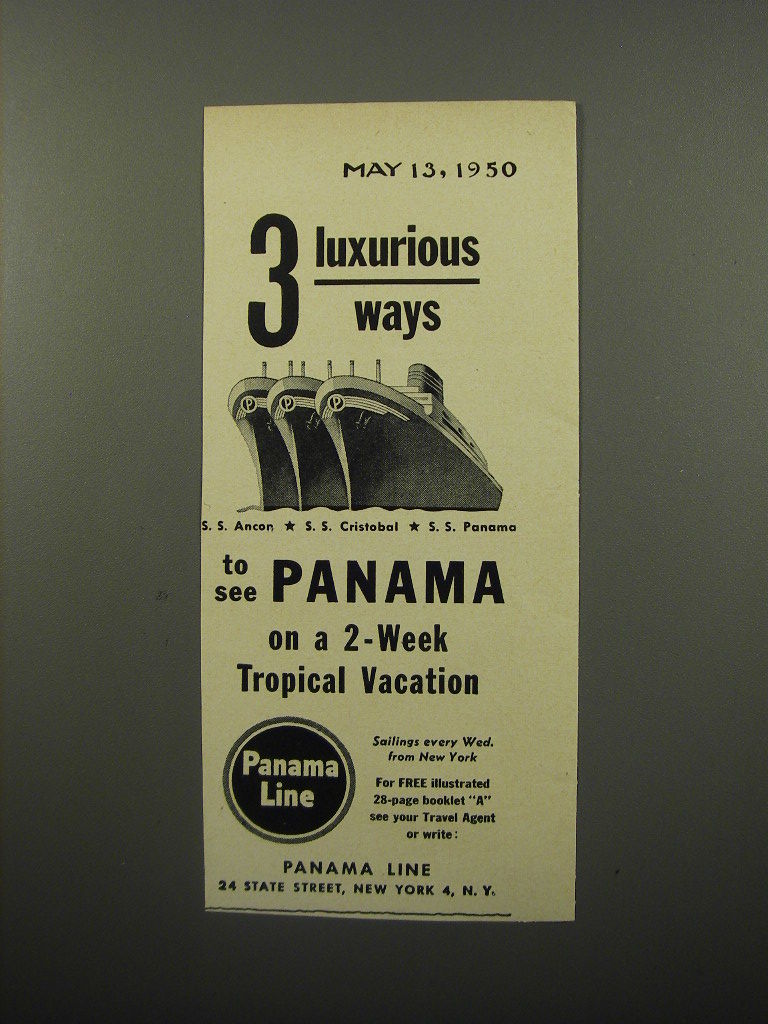 MAY 13, 1950
3 luxurious
ways
P P P
S. S. Ancon ★ S. S. Cristobal ★ S. S. Panama
to see PANAMA
on a 2-Week
Tropical Vacation
Panama
Line
Sailings every Wed.
from New York
For FREE illustrated
28-page booklet "A"
see your Travel Agent
or write:
PANAMA LINE
24 STATE STREET, NEW YORK 4, N. Y.